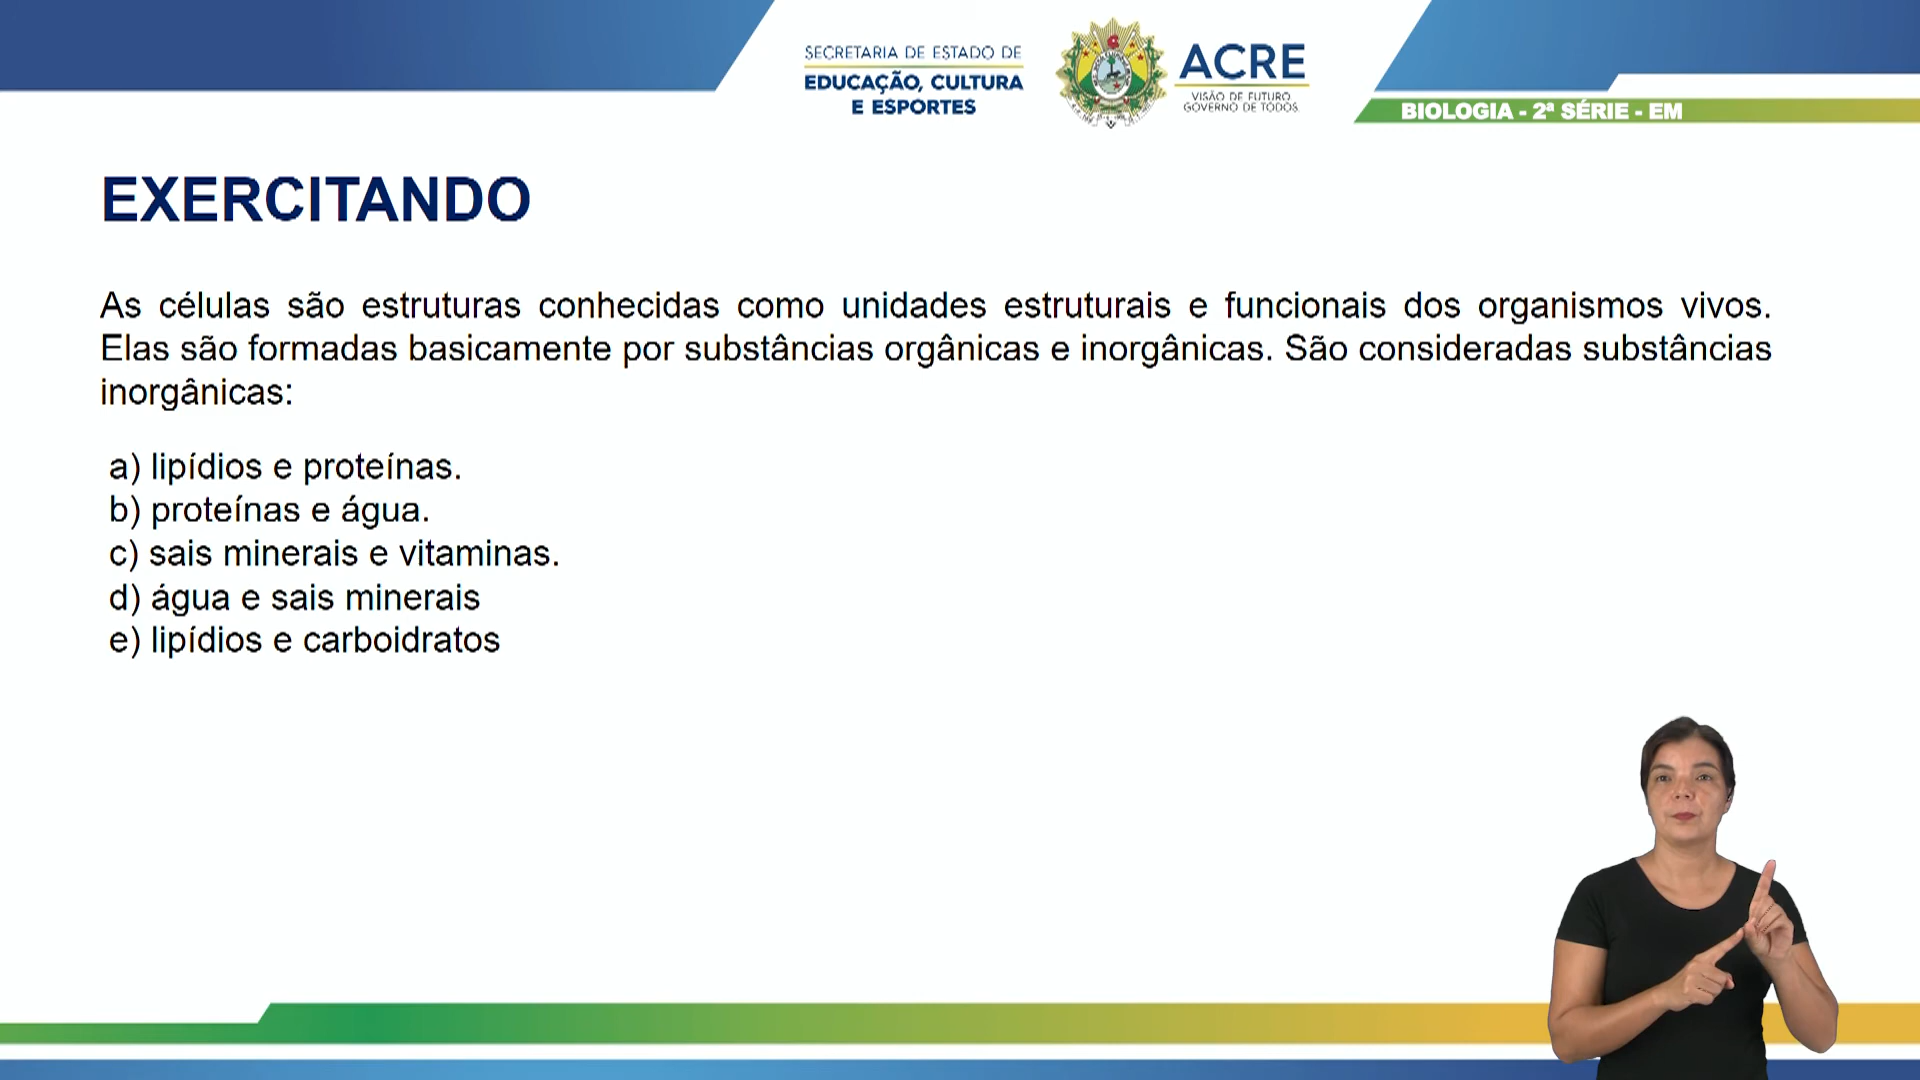 SECRETARIA DE ESTADO DE
EDUCAÇÃO, CULTURA
E ESPORTES
ACRE
VISÃO DE FUTURO
GOVERNO DE TODOS
BIOLOGIA - 2ª SÉRIE - EM
EXERCITANDO
As células são estruturas conhecidas como unidades estruturais e funcionais dos organismos vivos.
Elas são formadas basicamente por substâncias orgânicas e inorgânicas. São consideradas substâncias
inorgânicas:
a) lipídios e proteínas.
b) proteínas e água.
c) sais minerais e vitaminas.
d) água e sais minerais
e) lipídios e carboidratos